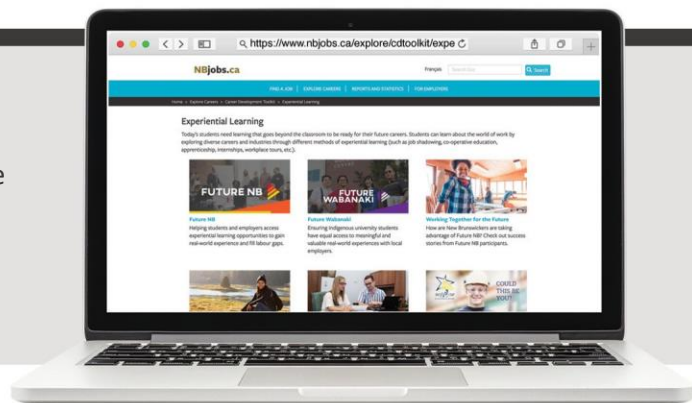 https://www.nbjobs.ca/explore/cdtoolkit/expe
NBjobs.ca
Français
Search
FIND A JOB | EXPLORE CAREERS | REPORTS AND STATISTICS | FOR EMPLOYERS
Home > Explore Careers > Career Development Toolkit > Experiential Learning
Experiential Learning
Today's students need learning that goes beyond the classroom to be ready for their future careers. Students can learn about the world of work by
exploring diverse careers and industries through different methods of experiential learning (such as job shadowing, co-operative education,
apprenticeship, internships, workplace tours, etc.).
e
FUTURE NB
FUTURE
WABANAKI
Future NB
Helping students and employers access
experiential learning opportunities to gain
real-world experience and fill labour gaps.
Future Wabanaki
Ensuring Indigenous university students
have equal access to meaningful and
valuable real-world experiences with local
employers.
Working Together for the Future
How are New Brunswickers are taking
advantage of Future NB? Check out success
stories from Future NB participants.
COULD
THIS BE
YOU?